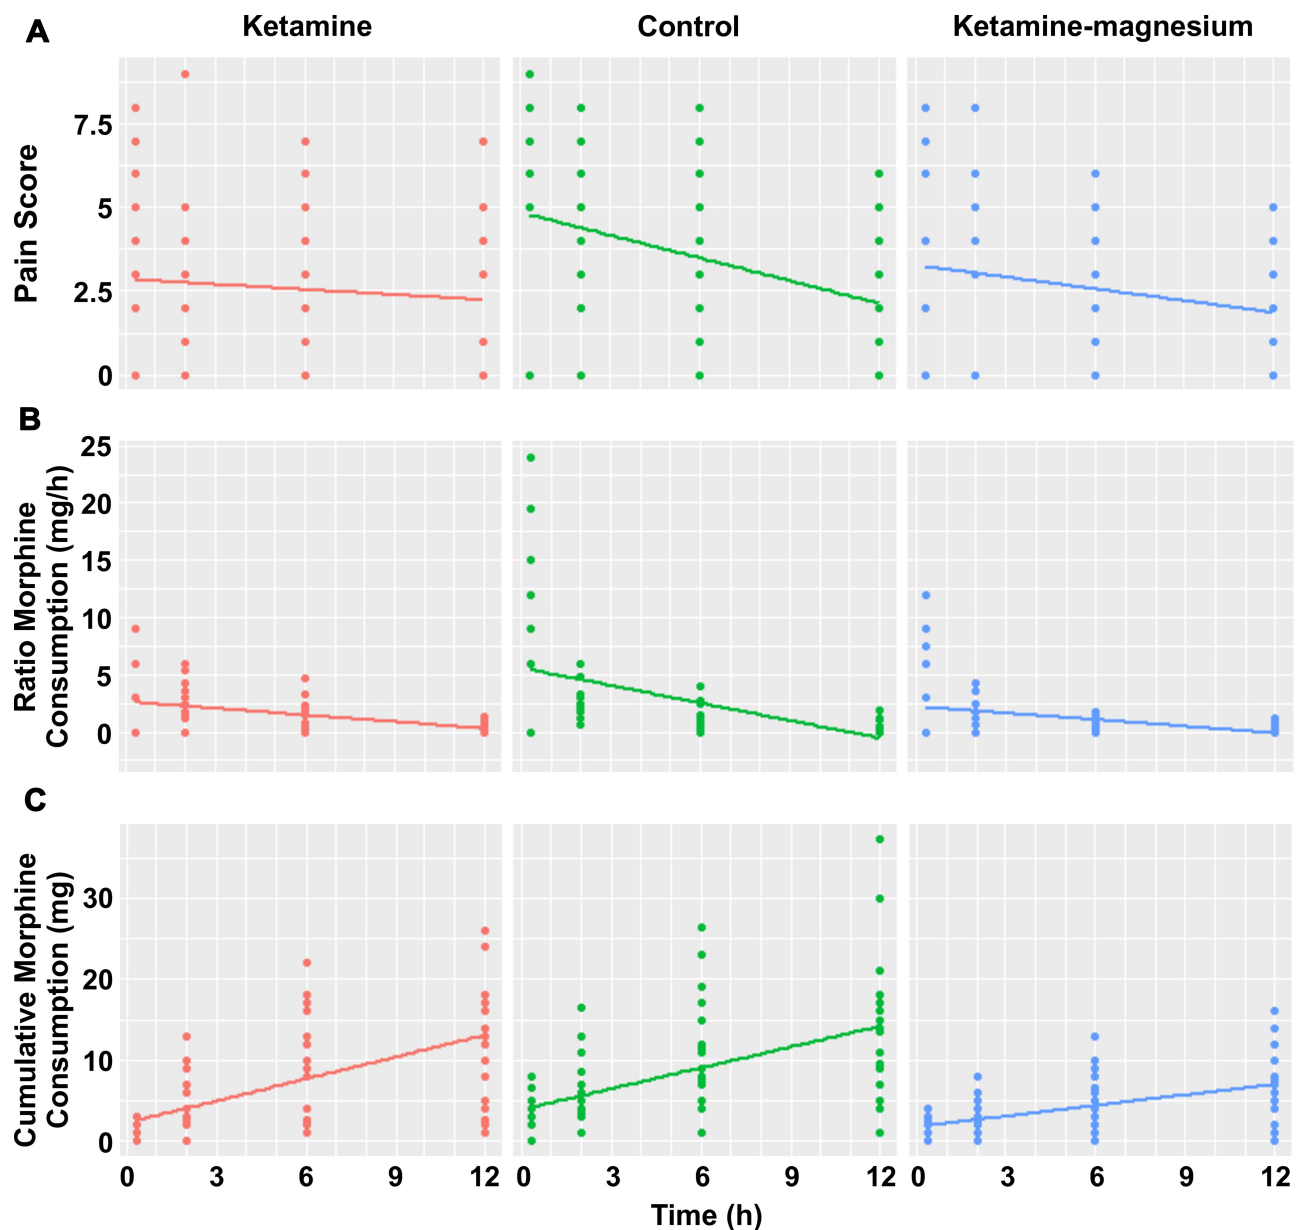 A
Ketamine
Control
Ketamine-magnesium
Pain Score
7.5
5
2.5
0
B
Ratio Morphine
Consumption (mg/h)
25
20
15
10
5
0
C
Cumulative Morphine
Consumption (mg)
30
20
10
0
0 3 6 9 12 0 3 6 9 12 0 3 6 9 12
Time (h)